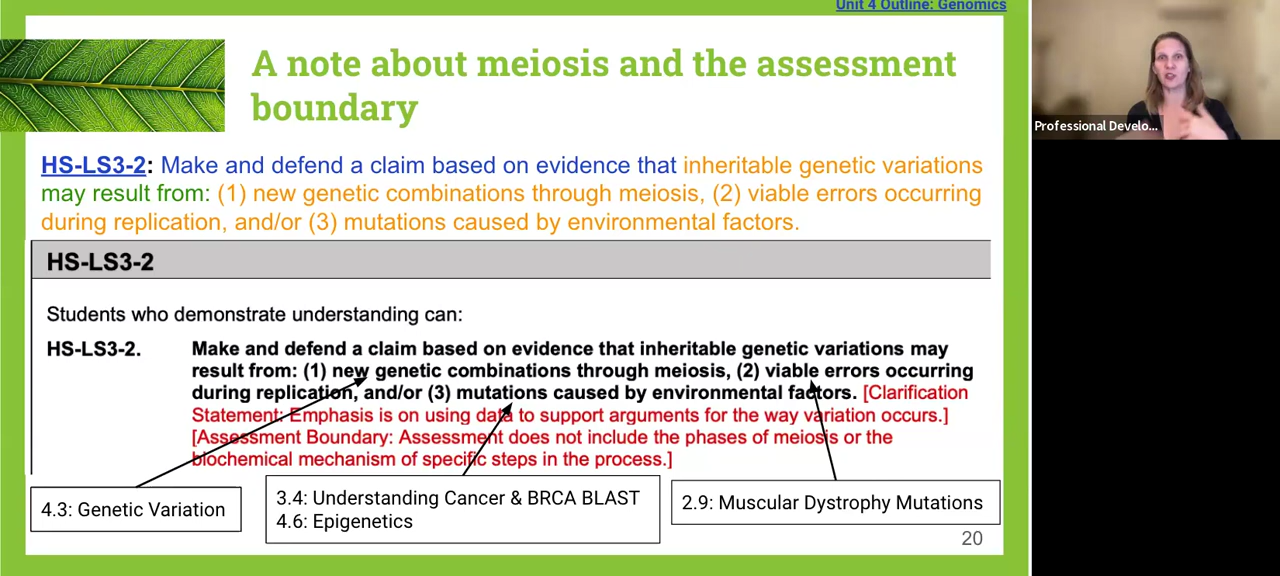 Unit 4 Outline: Genomics
A note about meiosis and the assessment
boundary
Professional Develo...
HS-LS3-2: Make and defend a claim based on evidence that inheritable genetic variations
may result from: (1) new genetic combinations through meiosis, (2) viable errors occurring
during replication, and/or (3) mutations caused by environmental factors.
HS-LS3-2
Students who demonstrate understanding can:
HS-LS3-2. Make and defend a claim based on evidence that inheritable genetic variations may
result from: (1) new genetic combinations through meiosis, (2) viable errors occurring
during replication, and/or (3) mutations caused by environmental factors. [Clarification
Statement: Emphasis is on using data to support arguments for the way variation occurs.]
[Assessment Boundary: Assessment does not include the phases of meiosis or the
biochemical mechanism of specific steps in the process.]
4.3: Genetic Variation
3.4: Understanding Cancer & BRCA BLAST
4.6: Epigenetics
2.9: Muscular Dystrophy Mutations
20